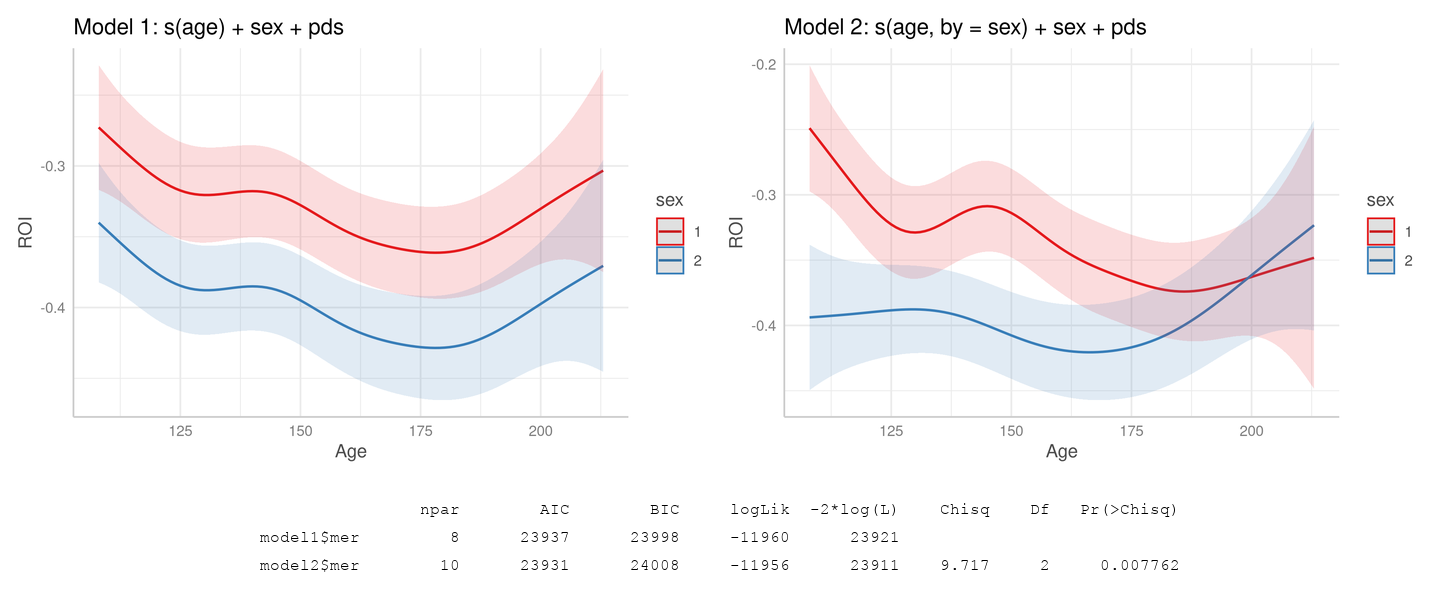 Model 1: s(age) + sex + pds
-0.3
-0.4
ROI
125 150 175 200
Age
sex
1
2
Model 2: s(age, by = sex) + sex + pds
-0.2
-0.3
-0.4
ROI
125 150 175 200
Age
sex
1
2
npar AIC BIC logLik -2*log(L) Chisq Df Pr(>Chisq)
model1$mer 8 23937 23998 -11960 23921
model2$mer 10 23931 24008 -11956 23911 9.717 2 0.007762